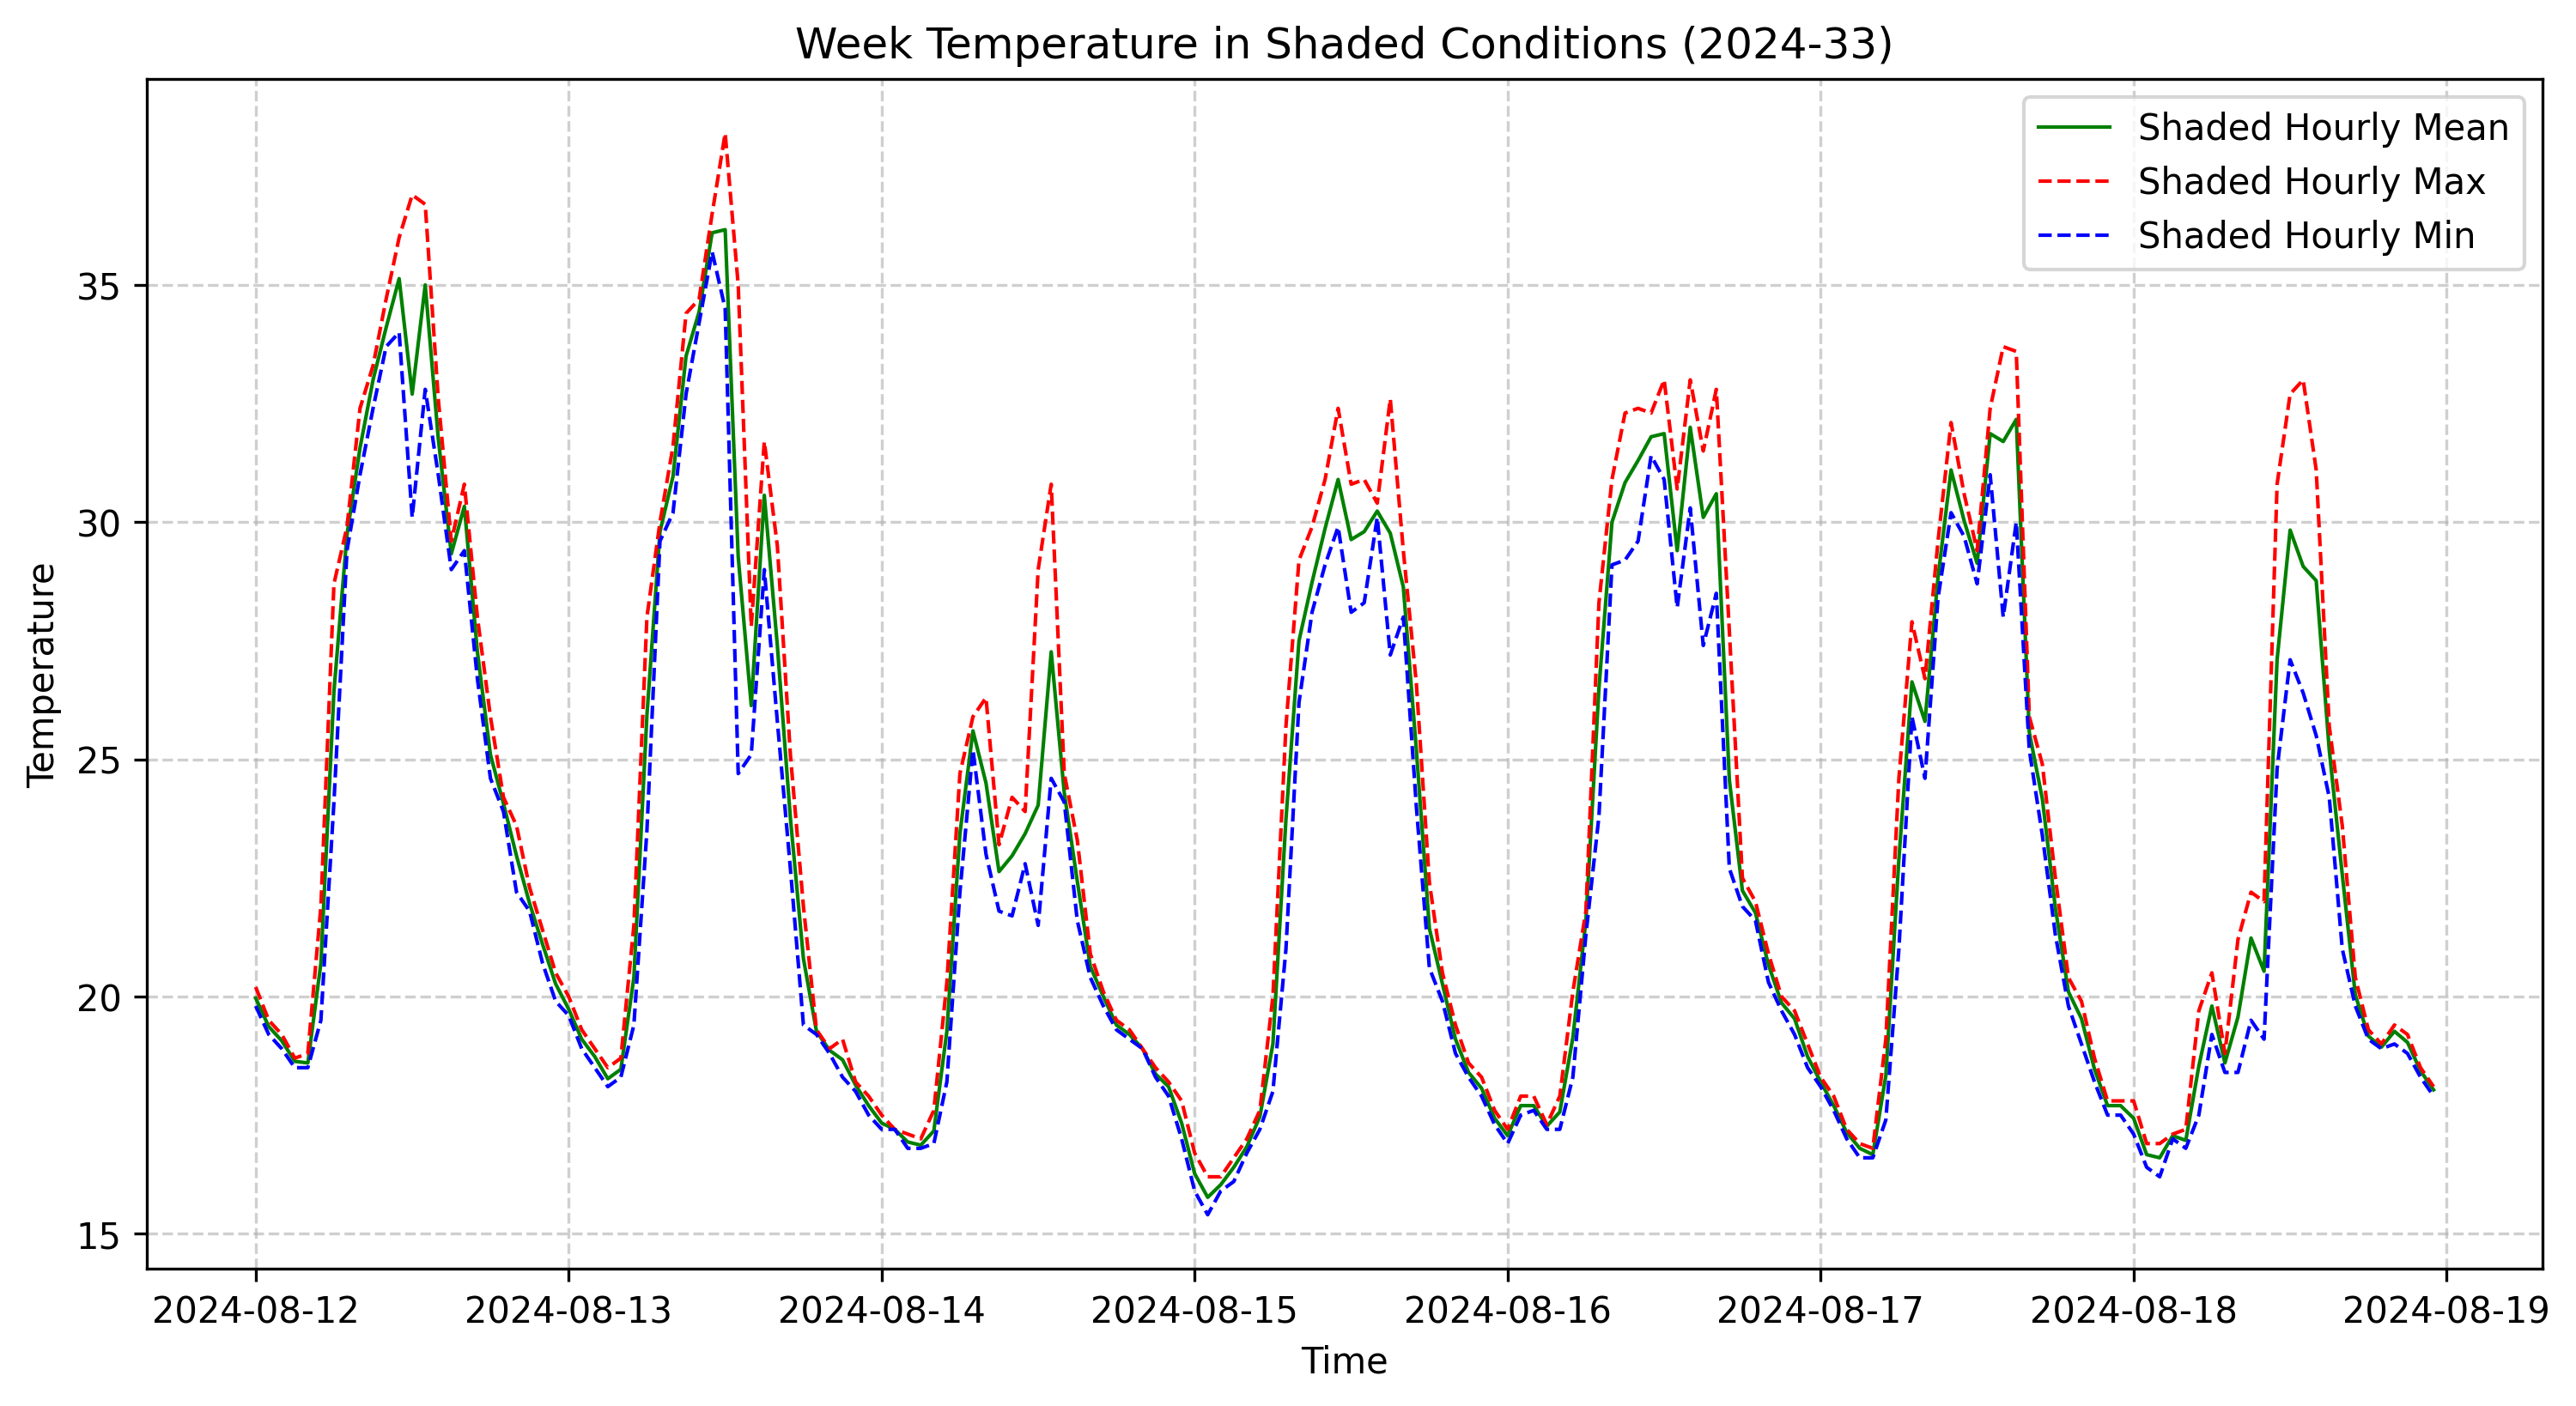 Week Temperature in Shaded Conditions (2024-33)
Shaded Hourly Mean
Shaded Hourly Max
Shaded Hourly Min
Temperature
35
30
25
20
15
2024-08-12
2024-08-13
2024-08-14
2024-08-15
2024-08-16
2024-08-17
2024-08-18
2024-08-19
Time